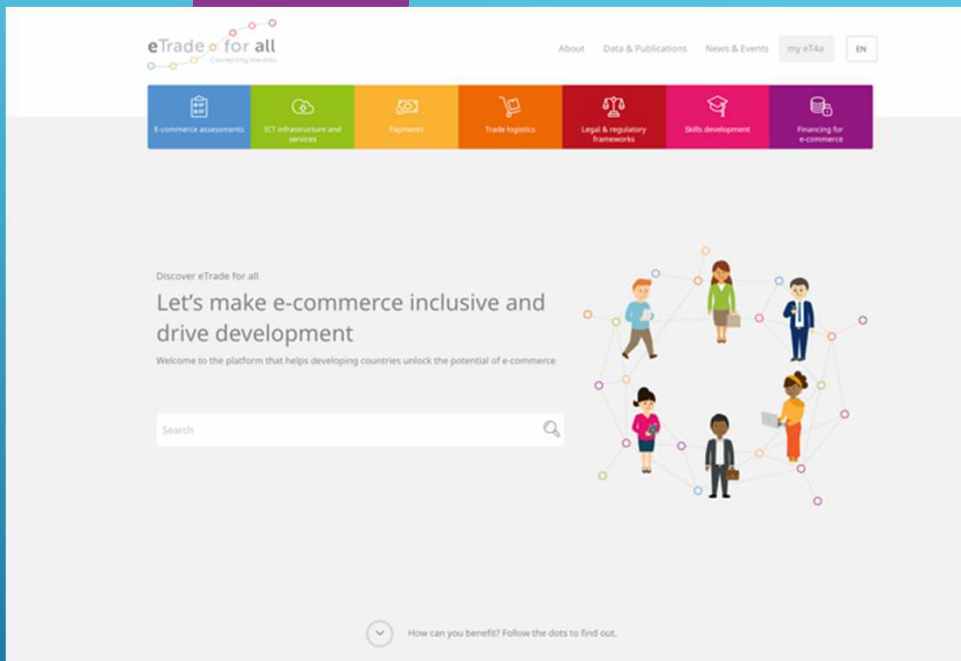 eTrade for all
Connecting the dots
About Data & Publications News & Events my eT4a EN
E-commerce assessments
ICT infrastructure and
services
Payments
Trade logistics
Legal & regulatory
frameworks
Skills development
Financing for
e-commerce
Discover eTrade for all
Let's make e-commerce inclusive and
drive development
Welcome to the platform that helps developing countries unlock the potential of e-commerce
Search
How can you benefit? Follow the dots to find out.